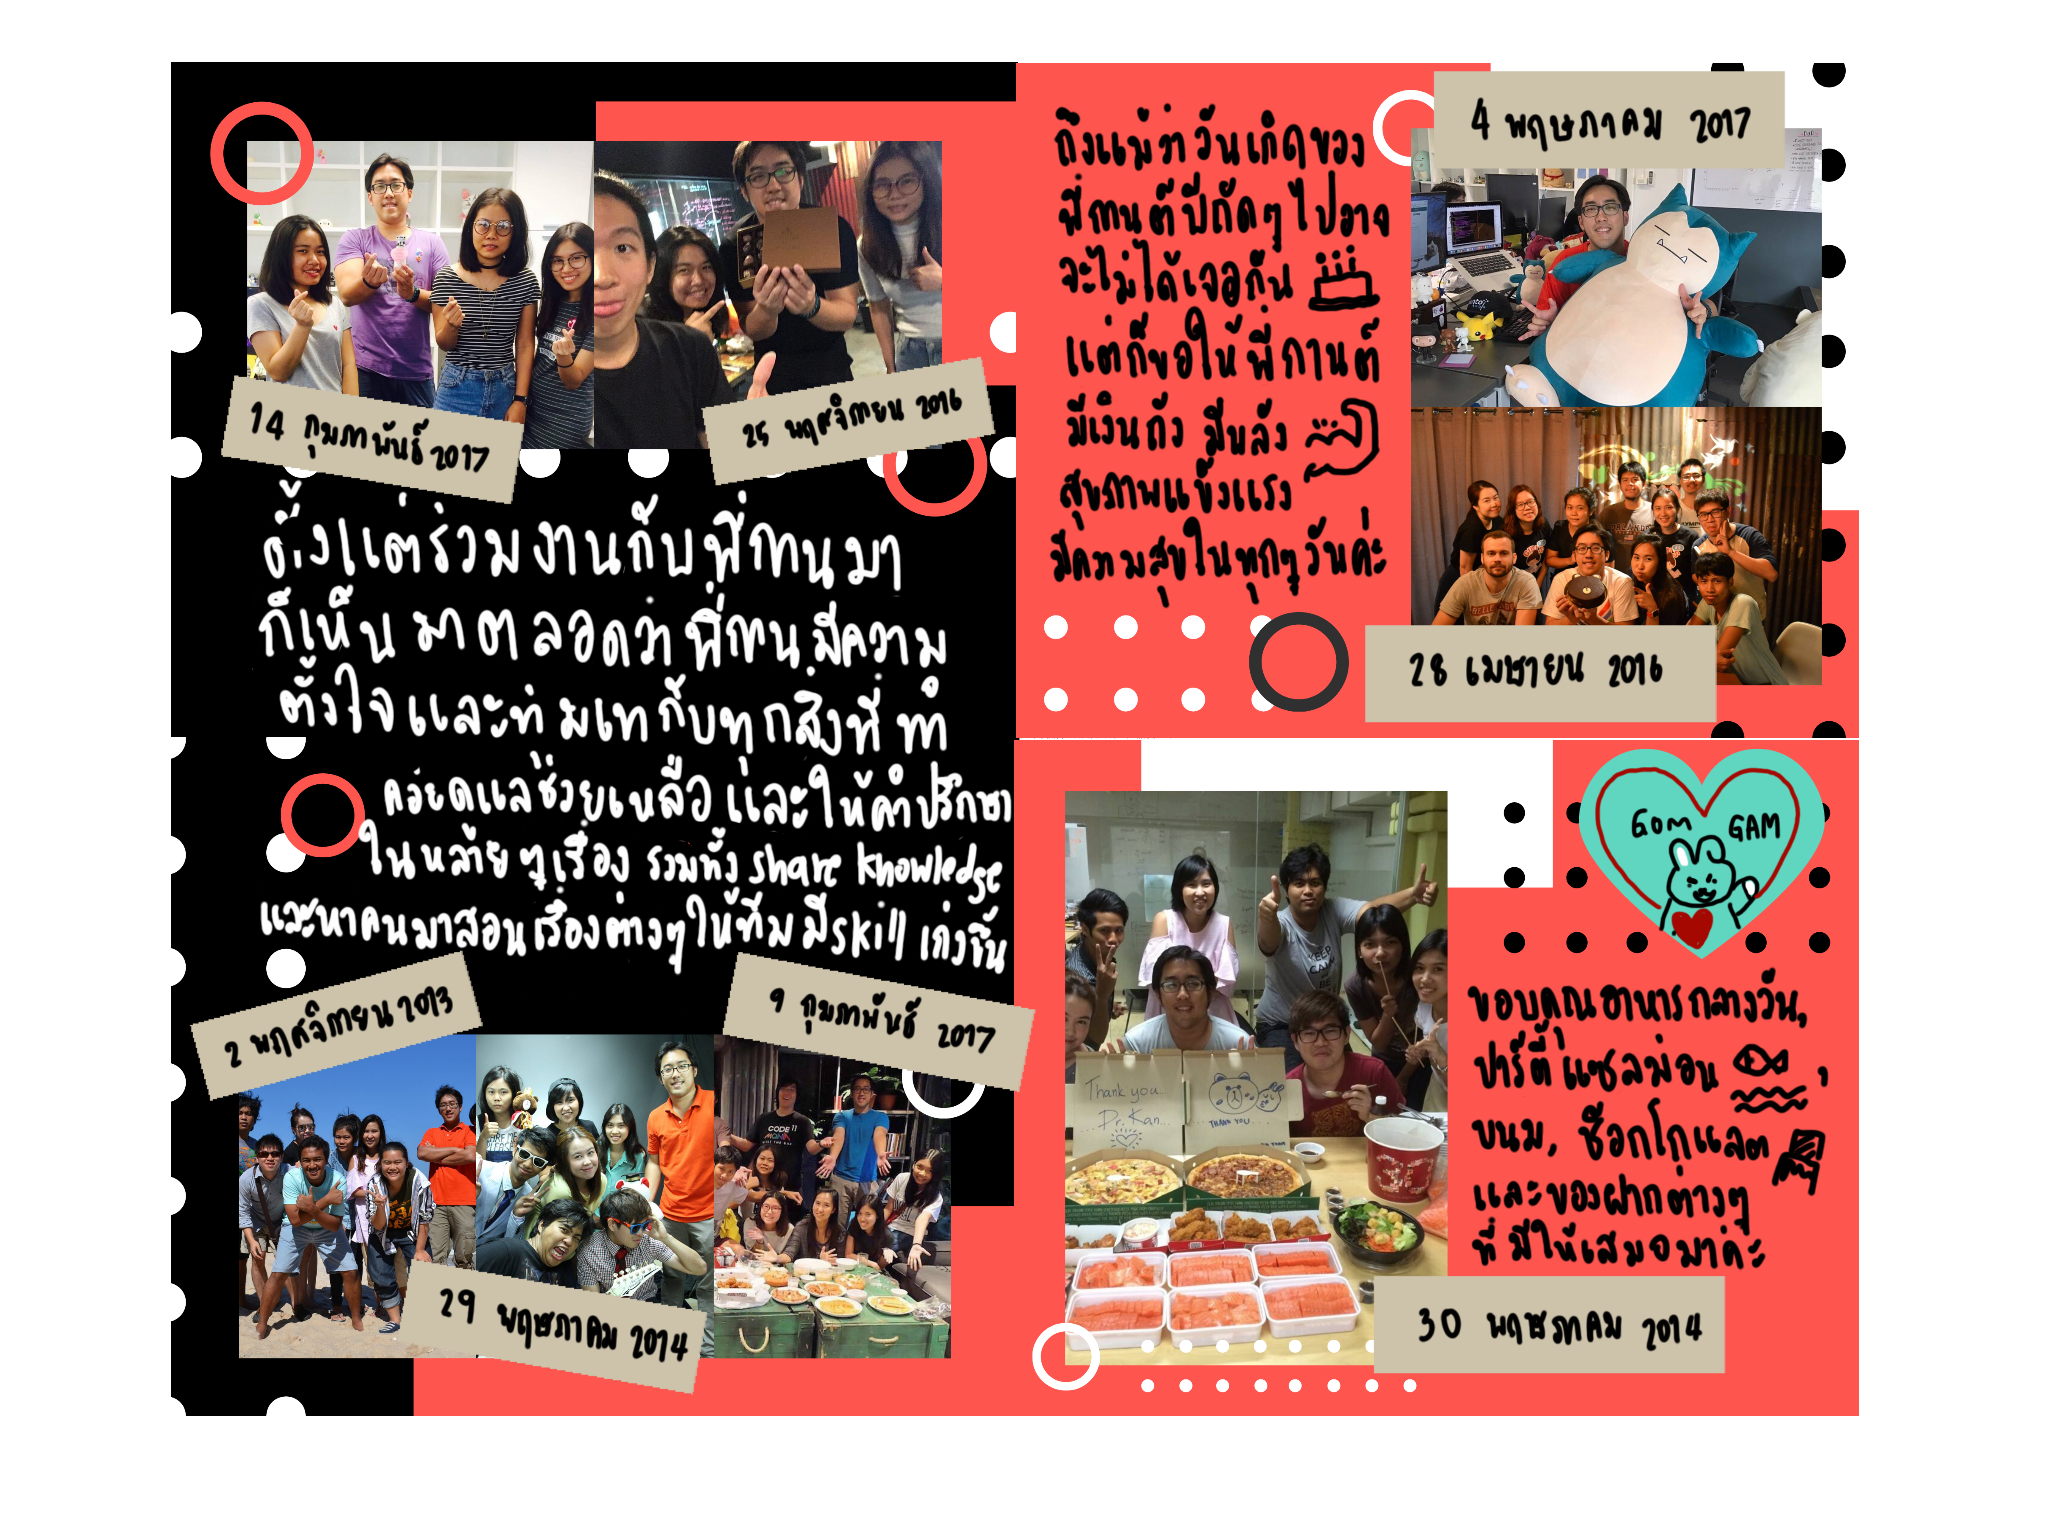 14 กุมภาพันธ์ 2017
25 พฤศจิกายน 2016
ตั้งแต่ร่วมงานกับพี่กานมา
ก็เห็นมาตลอดว่าพี่กานมีความ
ตั้งใจและทุ่มเทกับทุกสิ่งที่ทำ
คอยดูแลช่วยเหลือ และให้คำปรึกษา
ในหลายๆเรื่อง รวมทั้ง share knowledge
และหาคนมาสอนเรื่องต่างๆให้ทีมมี skill เก่งขึ้น
2 พฤศจิกายน 2013
9 กุมภาพันธ์ 2017
CODE
MANIA 11
29 พฤษภาคม 2014
ถึงแม้ว่าวันเกิดของ
พี่กานต์ปีถัดๆไปอาจ
จะไม่ได้เจอกัน
แต่ก็ขอให้พี่กานต์
มีเงินถัง มีพลัง
สุขภาพแข็งแรง
มีความสุขในทุกๆวันค่ะ
4 พฤษภาคม 2017
28 เมษายน 2016
GOM GAM
KEEP
CALM
Thank you...
...Dr. Kan...
THANK YOU...
ขอบคุณอาหารกลางวัน,
ปาร์ตี้แซลม่อน ,
ขนม, ช็อกโกแลต
และของฝากต่างๆ
ที่มีให้เสมอมาค่ะ
30 พฤษภาคม 2014